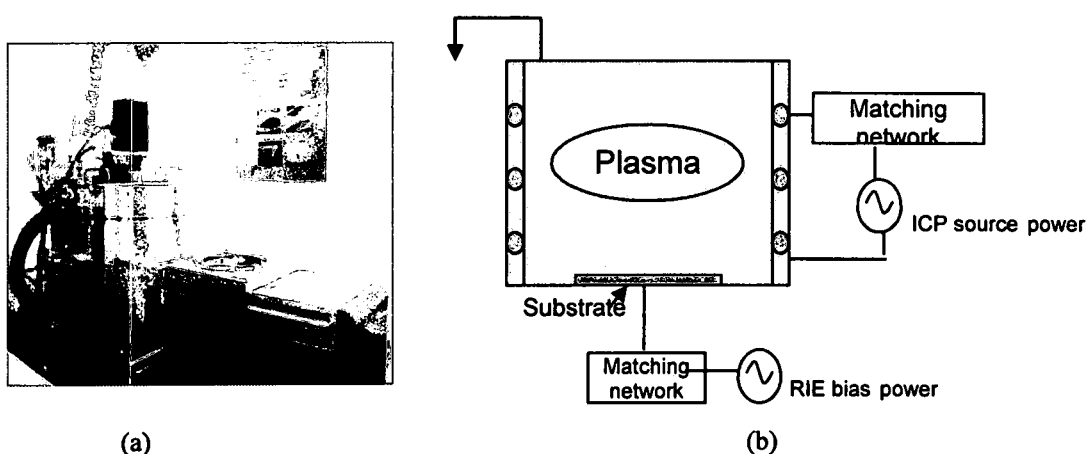 Plasma
Matching
network
ICP source power
Substrate
Matching
network
RIE bias power
(a)
(b)